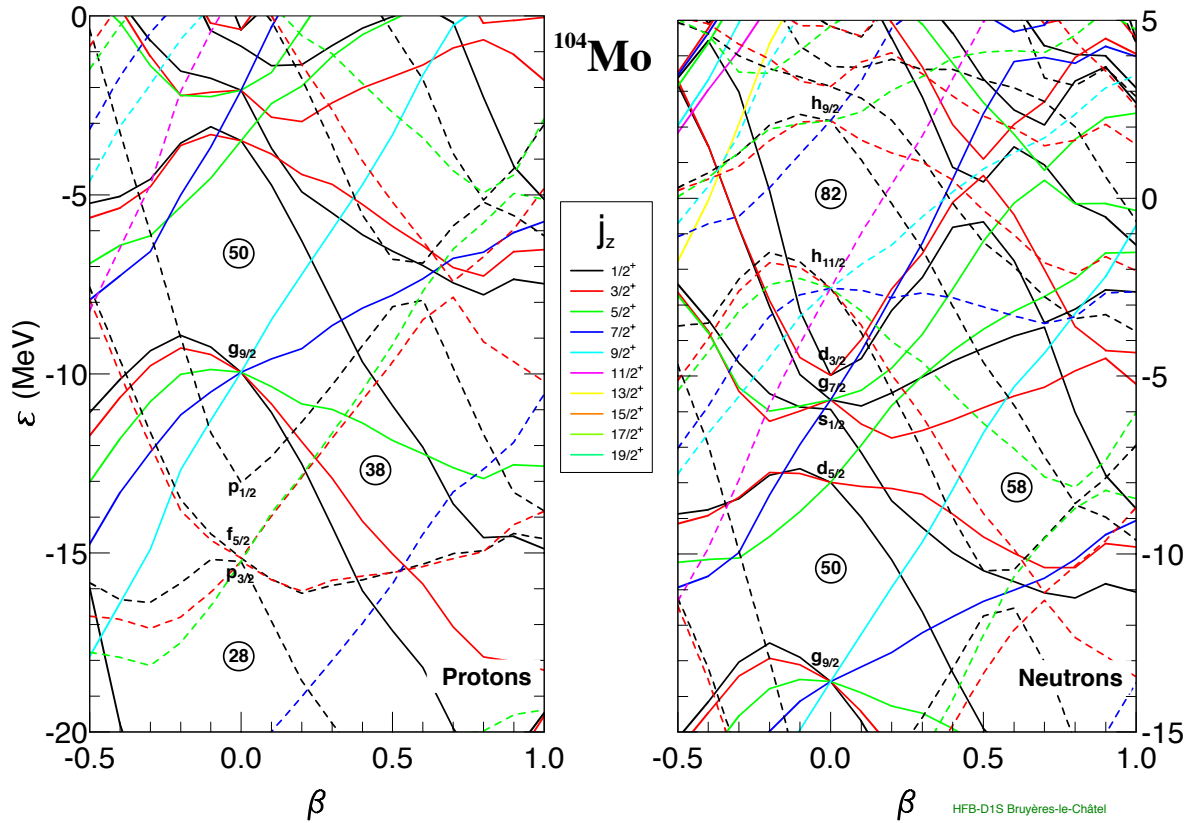 104Mo
0
-5
-10
-15
-20
ε (MeV)
50
g9/2
38
p1/2
f5/2
p3/2
28
Protons
-0.5
0.0
0.5
1.0
β
jz
1/2+
3/2+
5/2+
7/2+
9/2+
11/2+
13/2+
15/2+
17/2+
19/2+
5
0
-5
-10
-15
h9/2
82
h11/2
d3/2
g7/2
s1/2
d5/2
58
50
g9/2
Neutrons
-0.5
0.0
0.5
1.0
β
HFB-D1S Bruyères-le-Châtel